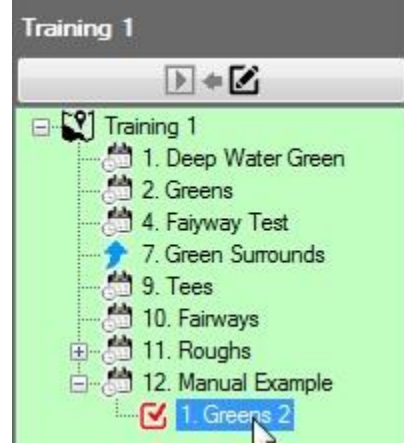 Training 1
Training 1
1. Deep Water Green
2. Greens
4. Faiyway Test
7. Green Surrounds
9. Tees
10. Fairways
11. Roughs
12. Manual Example
1. Greens 2